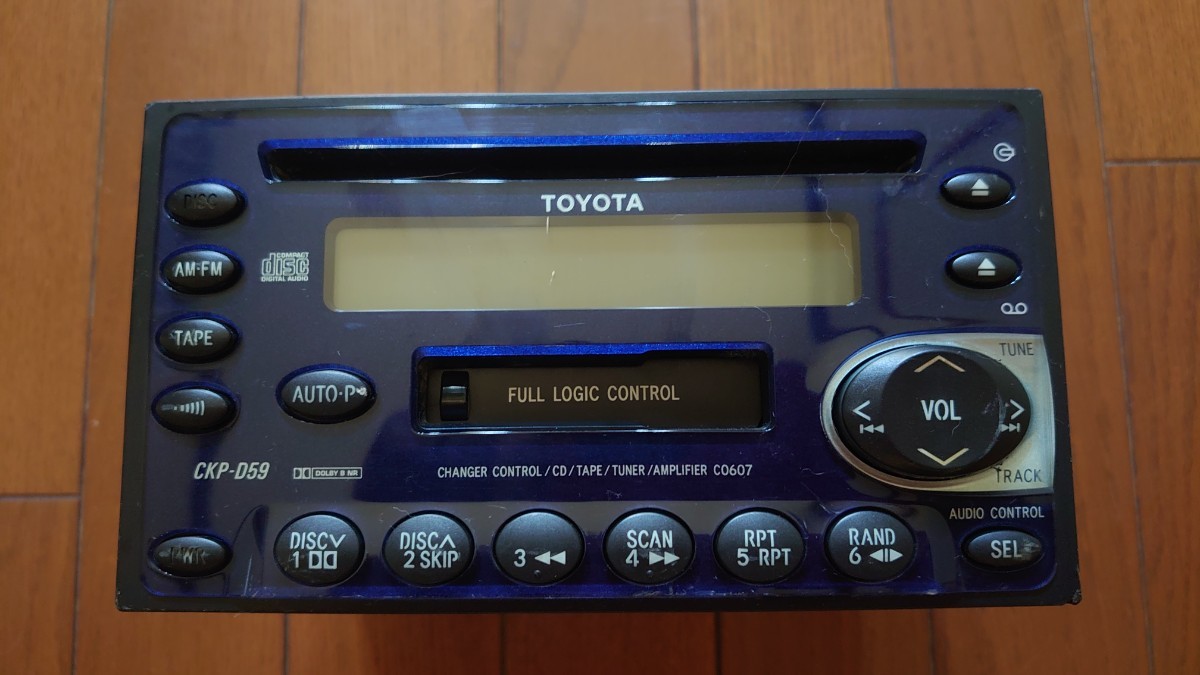 TOYOTA
DISC
AM·FM
COMPACT
disc
DIGITAL AUDIO
TAPE
AUTO·P
FULL LOGIC CONTROL
TUNE
VOL
TRACK
CKP-D59
DOLBY B NR
CHANGER CONTROL/CD/TAPE/TUNER/AMPLIFIER C0607
AUDIO CONTROL
PWR
DISC∨
1
DISC∧
2 SKIP
3 ◀◀
SCAN
4 ▶▶
RPT
5 RPT
RAND
6 ◀▶
SEL